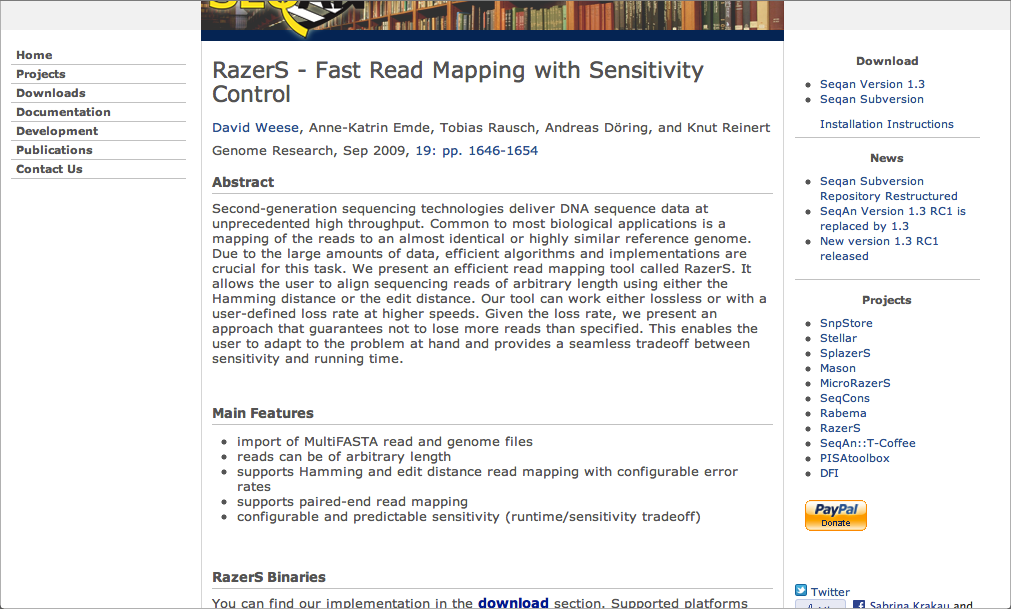 SEQAN
Home
Projects
Downloads
Documentation
Development
Publications
Contact Us
RazerS - Fast Read Mapping with Sensitivity
Control
David Weese, Anne-Katrin Emde, Tobias Rausch, Andreas Döring, and Knut Reinert
Genome Research, Sep 2009, 19: pp. 1646-1654
Abstract
Second-generation sequencing technologies deliver DNA sequence data at
unprecedented high throughput. Common to most biological applications is a
mapping of the reads to an almost identical or highly similar reference genome.
Due to the large amounts of data, efficient algorithms and implementations are
crucial for this task. We present an efficient read mapping tool called RazerS. It
allows the user to align sequencing reads of arbitrary length using either the
Hamming distance or the edit distance. Our tool can work either lossless or with a
user-defined loss rate at higher speeds. Given the loss rate, we present an
approach that guarantees not to lose more reads than specified. This enables the
user to adapt to the problem at hand and provides a seamless tradeoff between
sensitivity and running time.
Main Features
import of MultiFASTA read and genome files
reads can be of arbitrary length
supports Hamming and edit distance read mapping with configurable error
rates
supports paired-end read mapping
configurable and predictable sensitivity (runtime/sensitivity tradeoff)
RazerS Binaries
You can find our implementation in the download section. Supported platforms
Download
Seqan Version 1.3
Seqan Subversion
Installation Instructions
News
Seqan Subversion
Repository Restructured
SeqAn Version 1.3 RC1 is
replaced by 1.3
New version 1.3 RC1
released
Projects
SnpStore
Stellar
SplazerS
Mason
MicroRazerS
SeqCons
Rabema
RazerS
SeqAn::T-Coffee
PISAtoolbox
DFI
PayPal
Donate
Twitter
Sabrina Krakau and